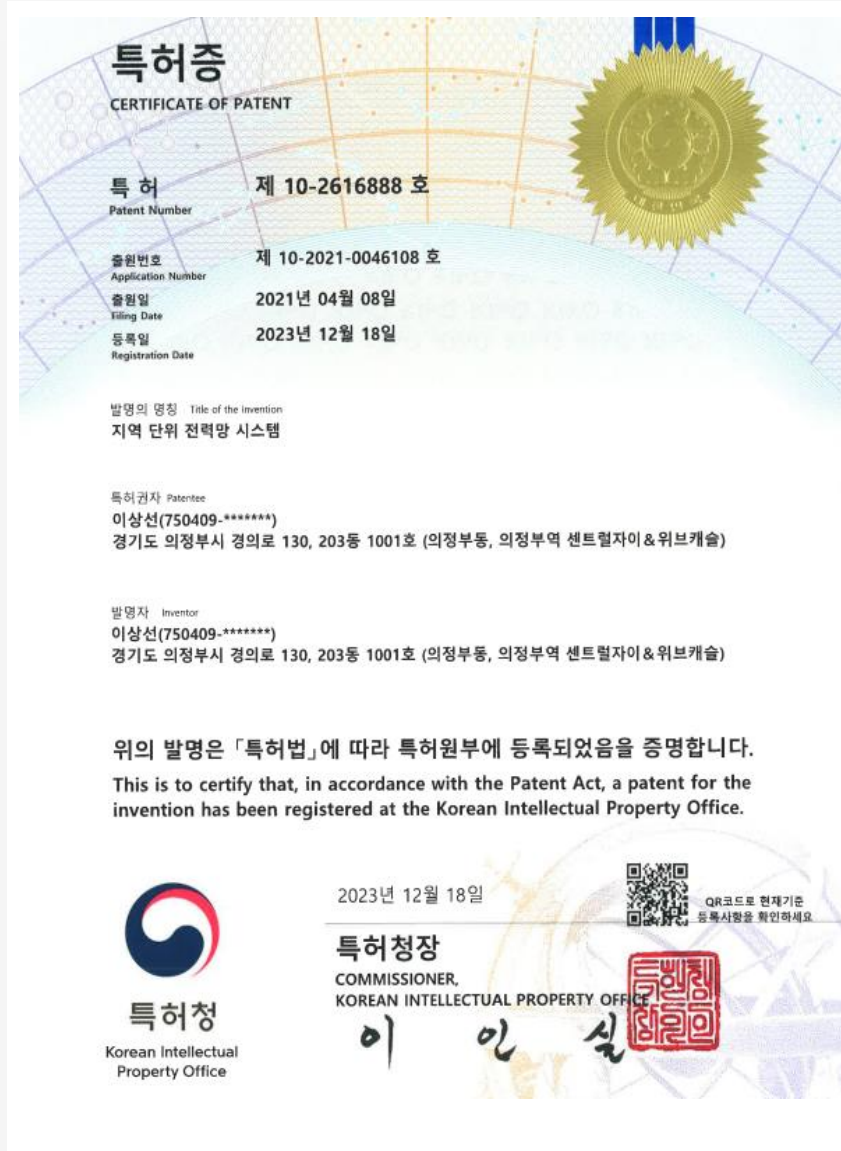 특허증
CERTIFICATE OF PATENT
특 허
Patent Number
제 10-2616888 호
출원번호
Application Number
제 10-2021-0046108 호
출원일
Filing Date
2021년 04월 08일
등록일
Registration Date
2023년 12월 18일
발명의 명칭 Title of the Invention
지역 단위 전력망 시스템
특허권자 Patentee
이상선(750409-*******)
경기도 의정부시 경의로 130, 203동 1001호 (의정부동, 의정부역 센트럴자이&위브캐슬)
발명자 Inventor
이상선(750409-*******)
경기도 의정부시 경의로 130, 203동 1001호 (의정부동, 의정부역 센트럴자이&위브캐슬)
위의 발명은 「특허법」에 따라 특허원부에 등록되었음을 증명합니다.
This is to certify that, in accordance with the Patent Act, a patent for the
invention has been registered at the Korean Intellectual Property Office.
2023년 12월 18일
QR코드로 현재기준
등록사항을 확인하세요
특허청장
COMMISSIONER,
KOREAN INTELLECTUAL PROPERTY OFFICE
이 인 실
특허청
Korean Intellectual
Property Office